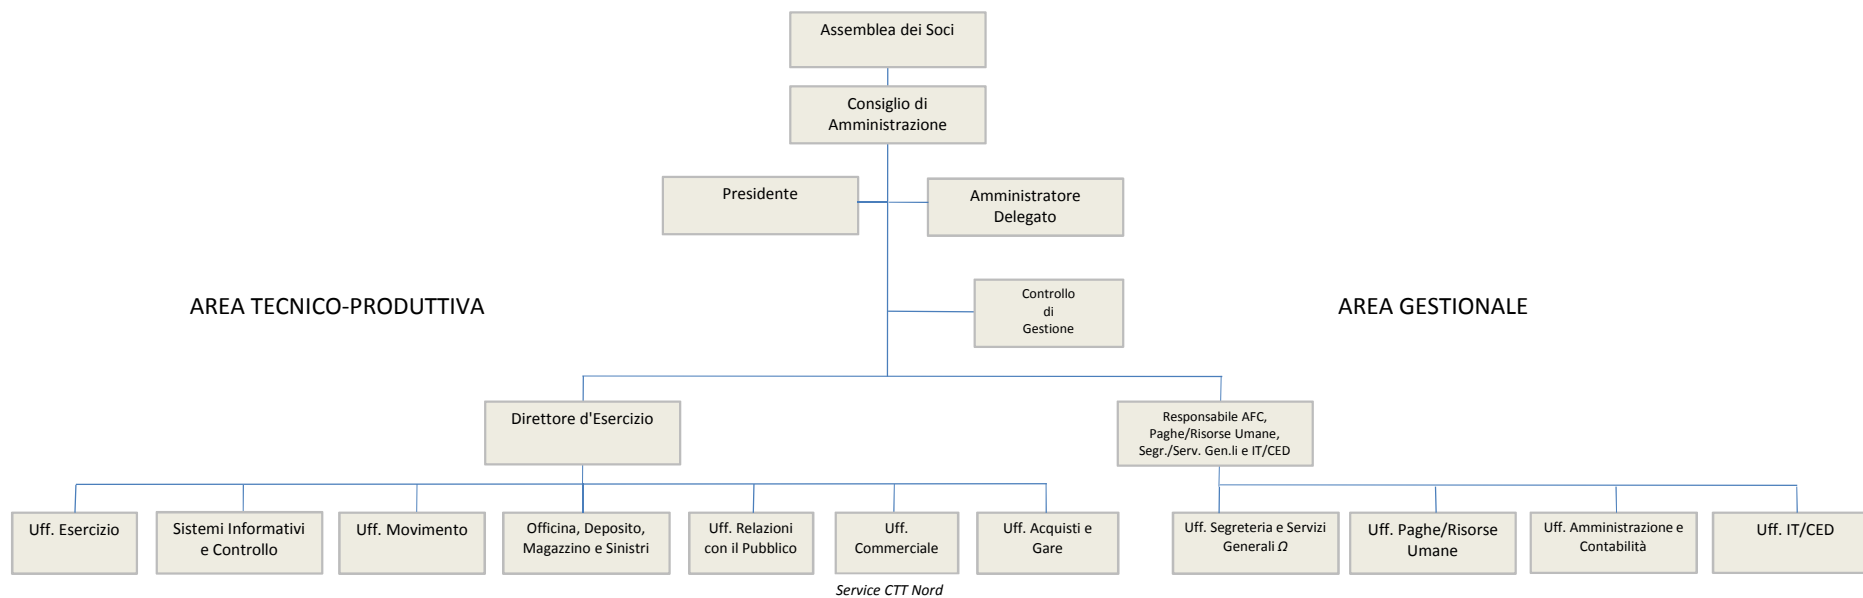 Assemblea dei Soci
Consiglio di
Amministrazione
Presidente
Amministratore
Delegato
AREA TECNICO-PRODUTTIVA
Controllo
di
Gestione
AREA GESTIONALE
Direttore d'Esercizio
Responsabile AFC,
Paghe/Risorse Umane,
Segr./Serv. Gen.li e IT/CED
Uff. Esercizio
Sistemi Informativi
e Controllo
Uff. Movimento
Officina, Deposito,
Magazzino e Sinistri
Uff. Relazioni
con il Pubblico
Uff.
Commerciale
Uff. Acquisti e
Gare
Uff. Segreteria e Servizi
Generali Ω
Uff. Paghe/Risorse
Umane
Uff. Amministrazione e
Contabilità
Uff. IT/CED
Service CTT Nord